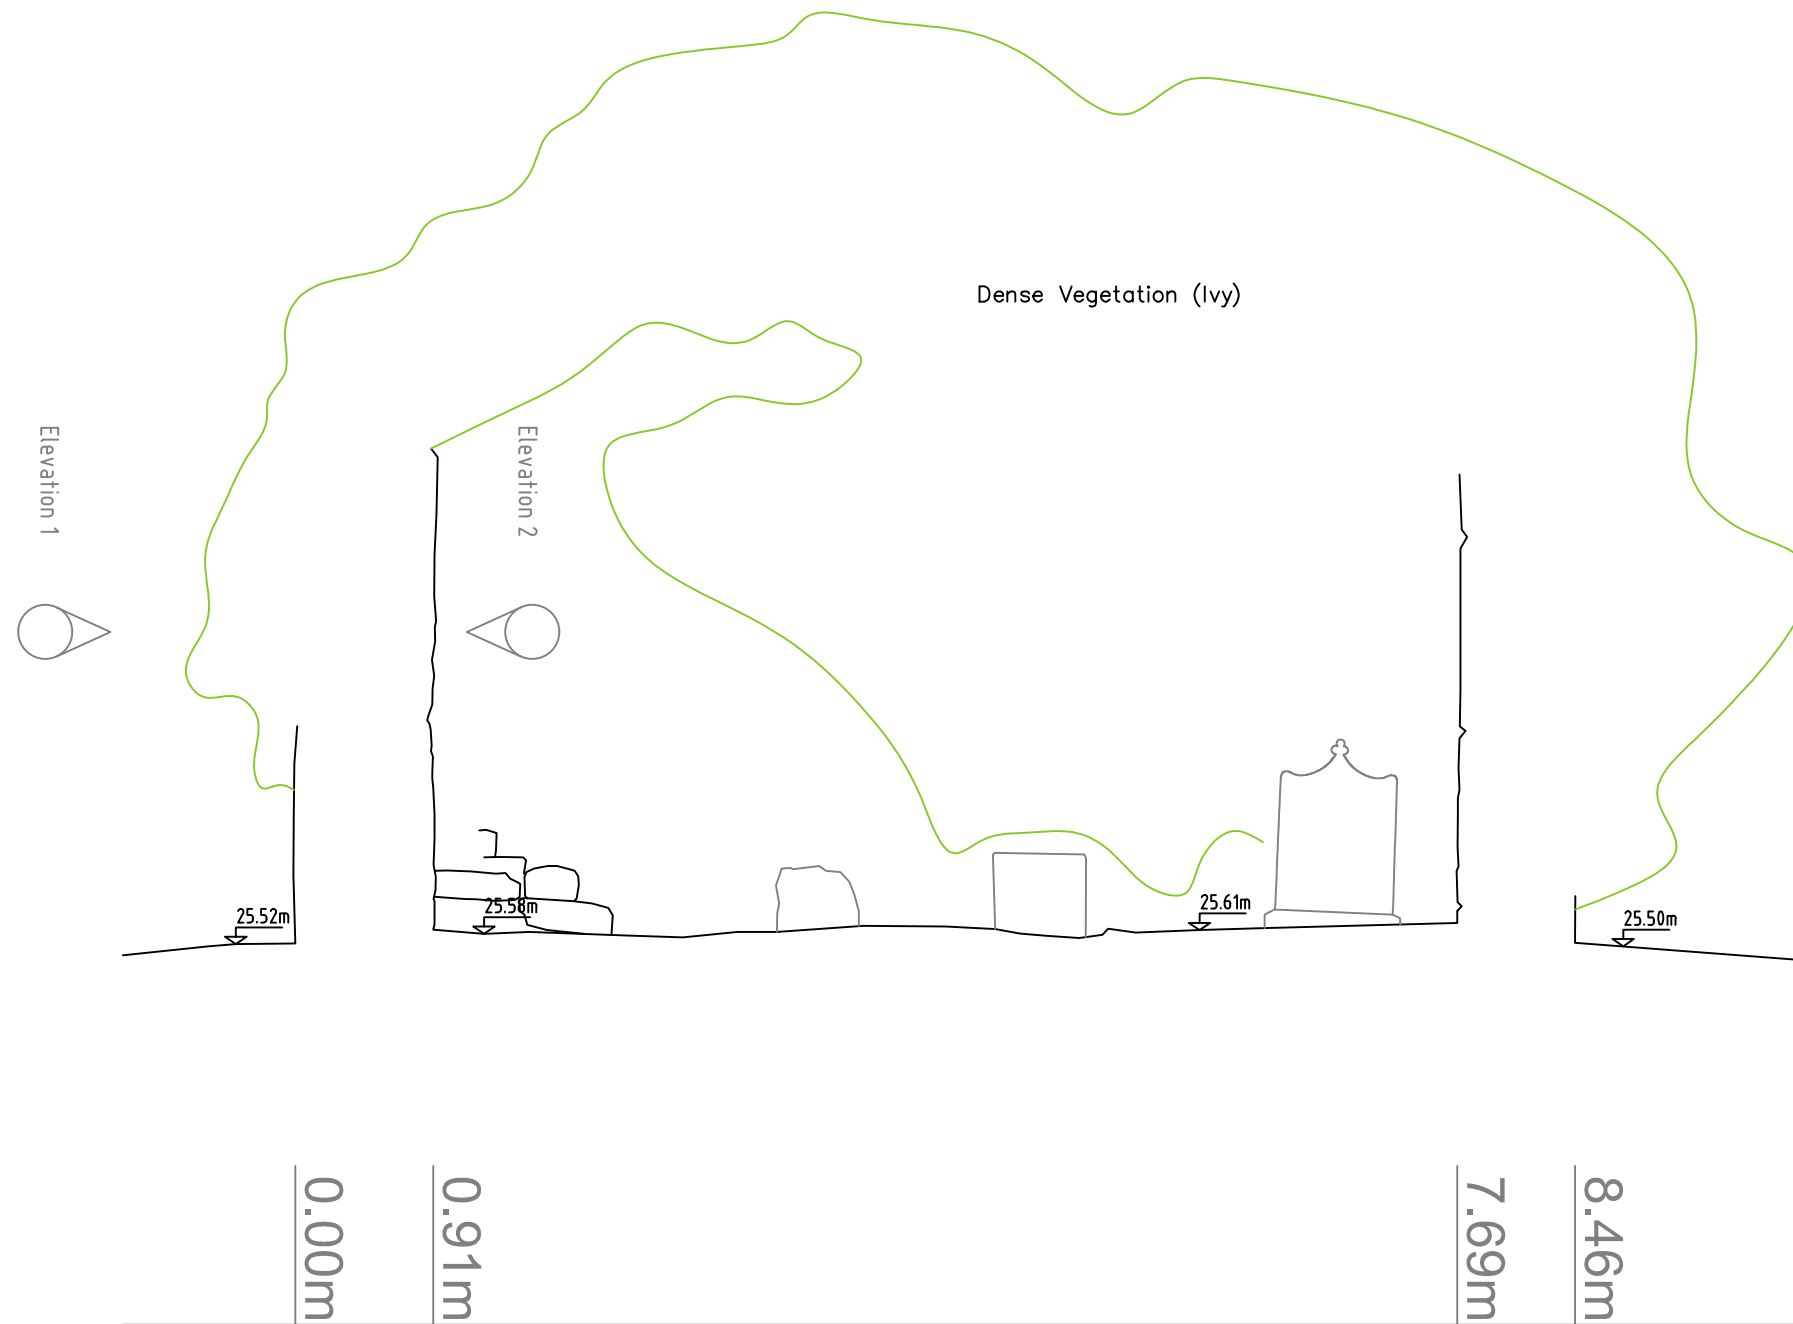 Dense Vegetation (Ivy)
Elevation 1
Elevation 2
25.52m
25.58m
25.61m
25.50m
0.00m
0.91m
7.69m
8.46m